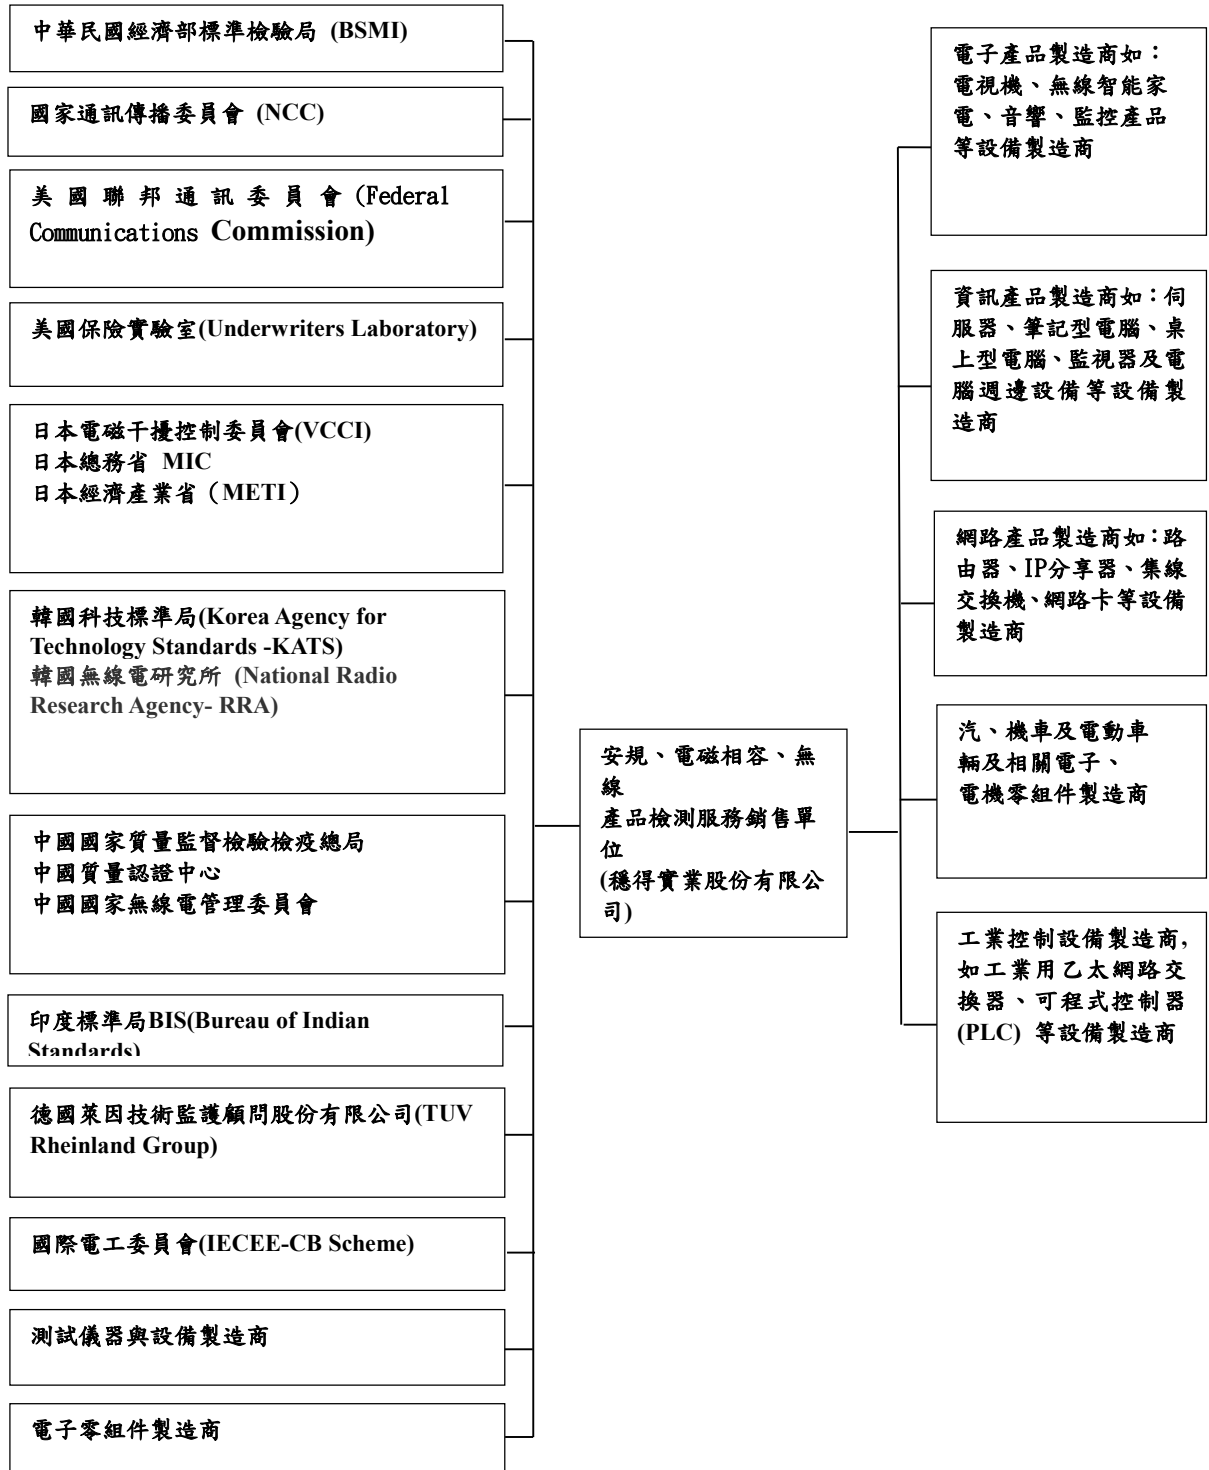 中華民國經濟部標準檢驗局 (BSMI)
國家通訊傳播委員會 (NCC)
美國聯邦通訊委員會(Federal
Communications Commission)
美國保險實驗室(Underwriters Laboratory)
日本電磁干擾控制委員會(VCCI)
日本總務省 MIC
日本經濟產業省（METI）
韓國科技標準局(Korea Agency for
Technology Standards -KATS)
韓國無線電研究所 (National Radio
Research Agency- RRA)
中國國家質量監督檢驗檢疫總局
中國質量認證中心
中國國家無線電管理委員會
印度標準局BIS(Bureau of Indian
Standards)
德國萊因技術監護顧問股份有限公司(TUV
Rheinland Group)
國際電工委員會(IECEE-CB Scheme)
測試儀器與設備製造商
電子零組件製造商
安規、電磁相容、無
線
產品檢測服務銷售單
位
(穩得實業股份有限公
司)
電子產品製造商如：
電視機、無線智能家
電、音響、監控產品
等設備製造商
資訊產品製造商如：伺
服器、筆記型電腦、桌
上型電腦、監視器及電
腦週邊設備等設備製
造商
網路產品製造商如：路
由器、IP分享器、集線
交換機、網路卡等設備
製造商
汽、機車及電動車
輛及相關電子、
電機零組件製造商
工業控制設備製造商,
如工業用乙太網路交
換器、可程式控制器
(PLC) 等設備製造商